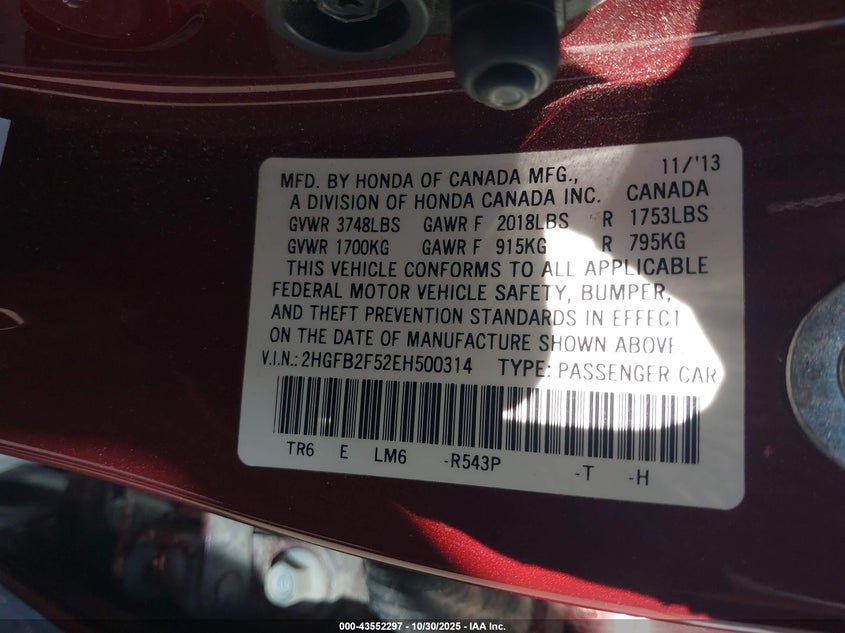 11/'13
MFD. BY HONDA OF CANADA MFG.,
A DIVISION OF HONDA CANADA INC. CANADA
GVWR 3748LBS GAWR F 2018LBS R 1753LBS
GVWR 1700KG GAWR F 915KG R 795KG
THIS VEHICLE CONFORMS TO ALL APPLICABLE
FEDERAL MOTOR VEHICLE SAFETY, BUMPER,
AND THEFT PREVENTION STANDARDS IN EFFECT
ON THE DATE OF MANUFACTURE SHOWN ABOVE.
V.I.N.: 2HGFB2F52EH500314 TYPE: PASSENGER CAR
TR6 E LM6 -R543P -T -H
000-43552297 - 10/30/2025 - IAA Inc.